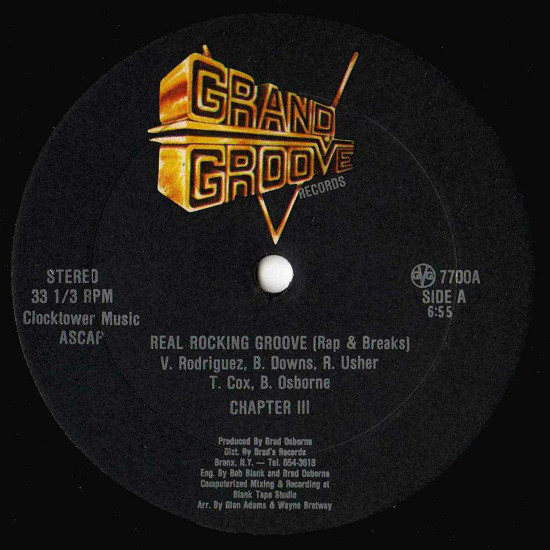 GRAND
GROOVE
RECORDS
STEREO
33 1/3 RPM
Clocktower Music
ASCAP
GVG 7700A
SIDE A
6:55
REAL ROCKING GROOVE (Rap & Breaks)
V. Rodriguez, B. Downs, R. Usher
T. Cox, B. Osborne
CHAPTER III
Produced By Brad Osborne
Dist. By Brad's Records
Bronx, N.Y. — Tel. 654-3618
Eng. By Bob Blank and Brad Osborne
Computerized Mixing & Recording at
Blank Tape Studio
Arr. By Glen Adams & Wayne Bretway